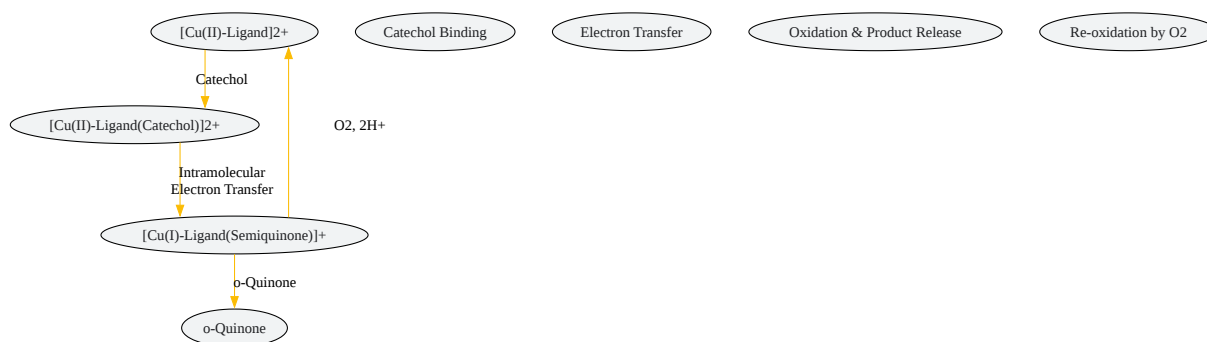 [Cu(II)-Ligand]2+
Catechol Binding
Electron Transfer
Oxidation & Product Release
Re-oxidation by O2
Catechol
[Cu(II)-Ligand(Catechol)]2+
O2, 2H+
Intramolecular
Electron Transfer
[Cu(I)-Ligand(Semiquinone)]+
o-Quinone
o-Quinone